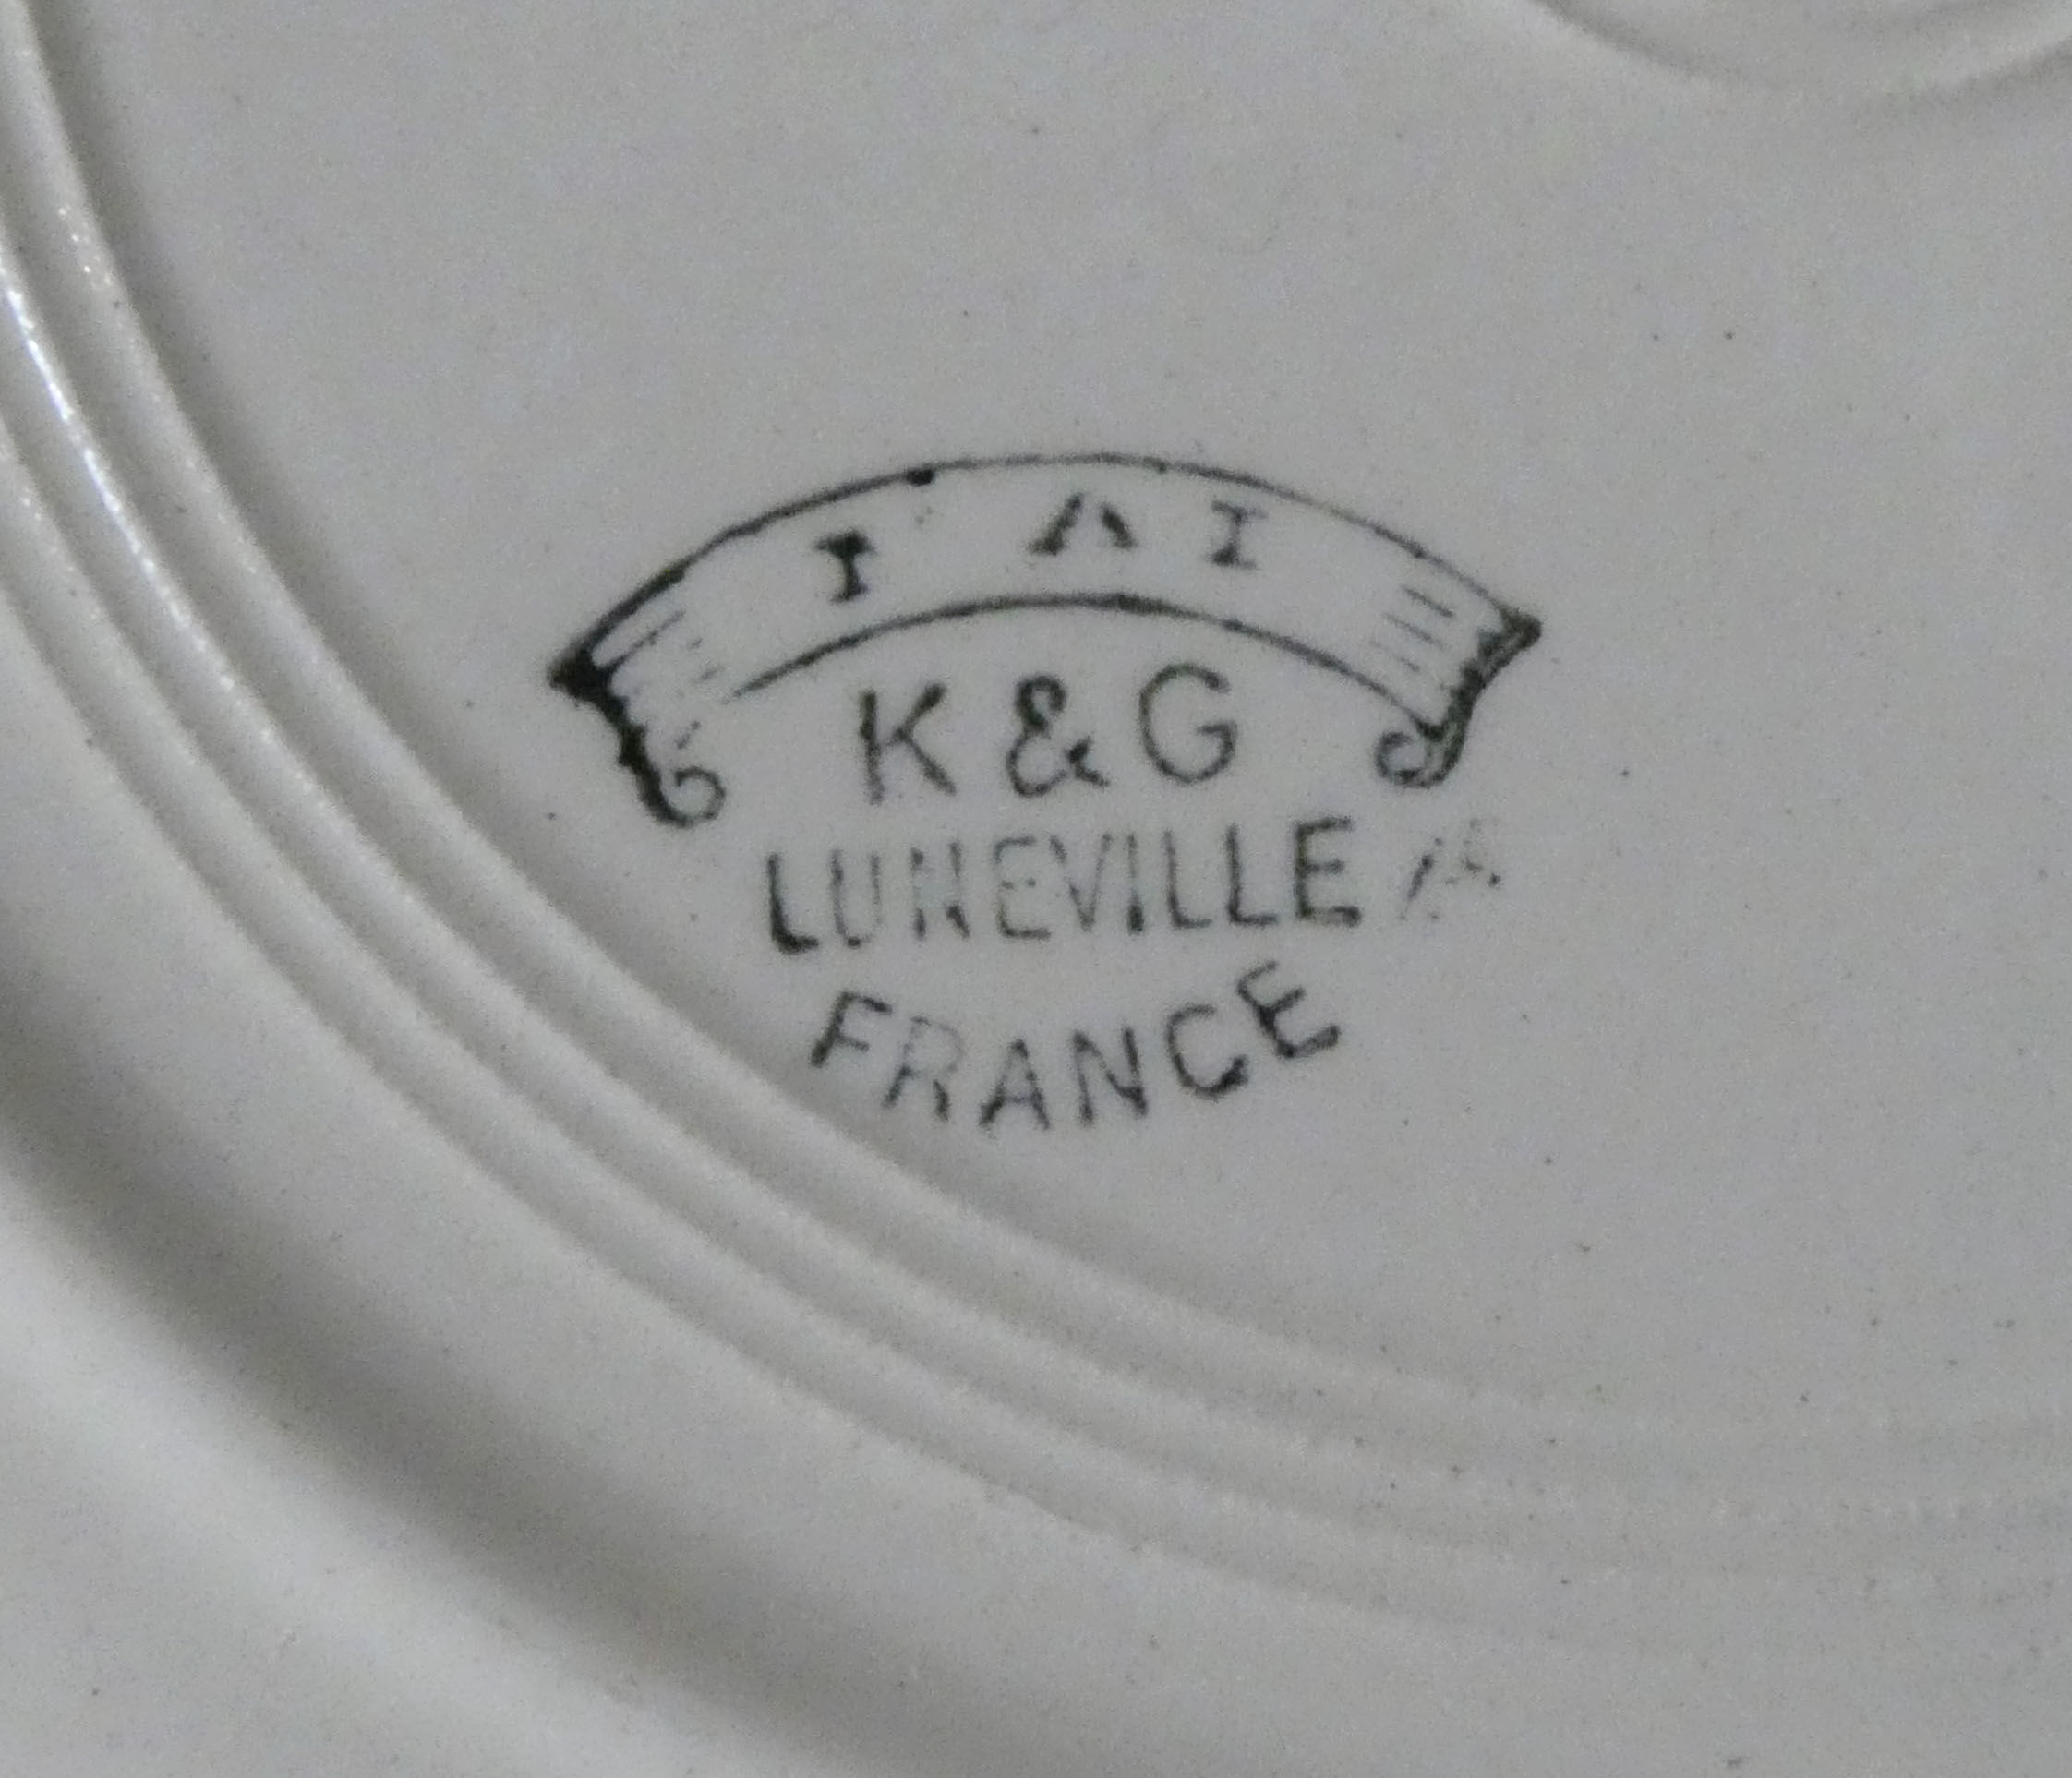 I A I
K & G
LUNEVILLE
FRANCE